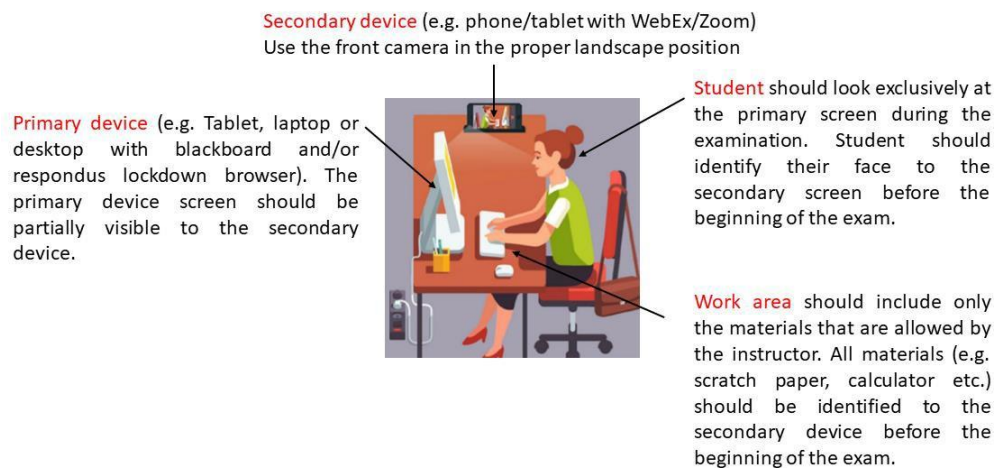 Secondary device (e.g. phone/tablet with WebEx/Zoom)
Use the front camera in the proper landscape position
Primary device (e.g. Tablet, laptop or
desktop with blackboard and/or
respondus lockdown browser). The
primary device screen should be
partially visible to the secondary
device.
Student should look exclusively at
the primary screen during the
examination. Student should
identify their face to the
secondary screen before the
beginning of the exam.
Work area should include only
the materials that are allowed by
the instructor. All materials (e.g.
scratch paper, calculator etc.)
should be identified to the
secondary device before the
beginning of the exam.